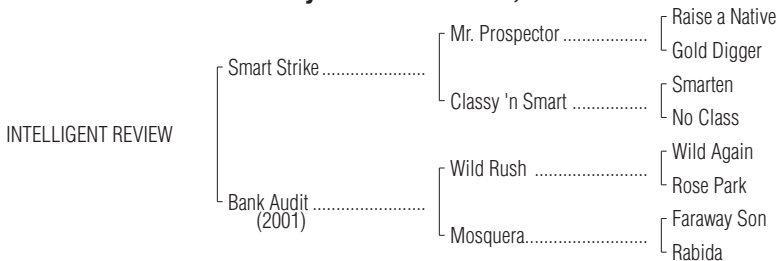 Raise a Native
Mr. Prospector ..................
Gold Digger
Smart Strike ......................
Smarten
Classy 'n Smart ................
No Class
INTELLIGENT REVIEW
Wild Again
Wild Rush ........................
Rose Park
Bank Audit ........................
(2001)
Faraway Son
Mosquera..........................
Rabida